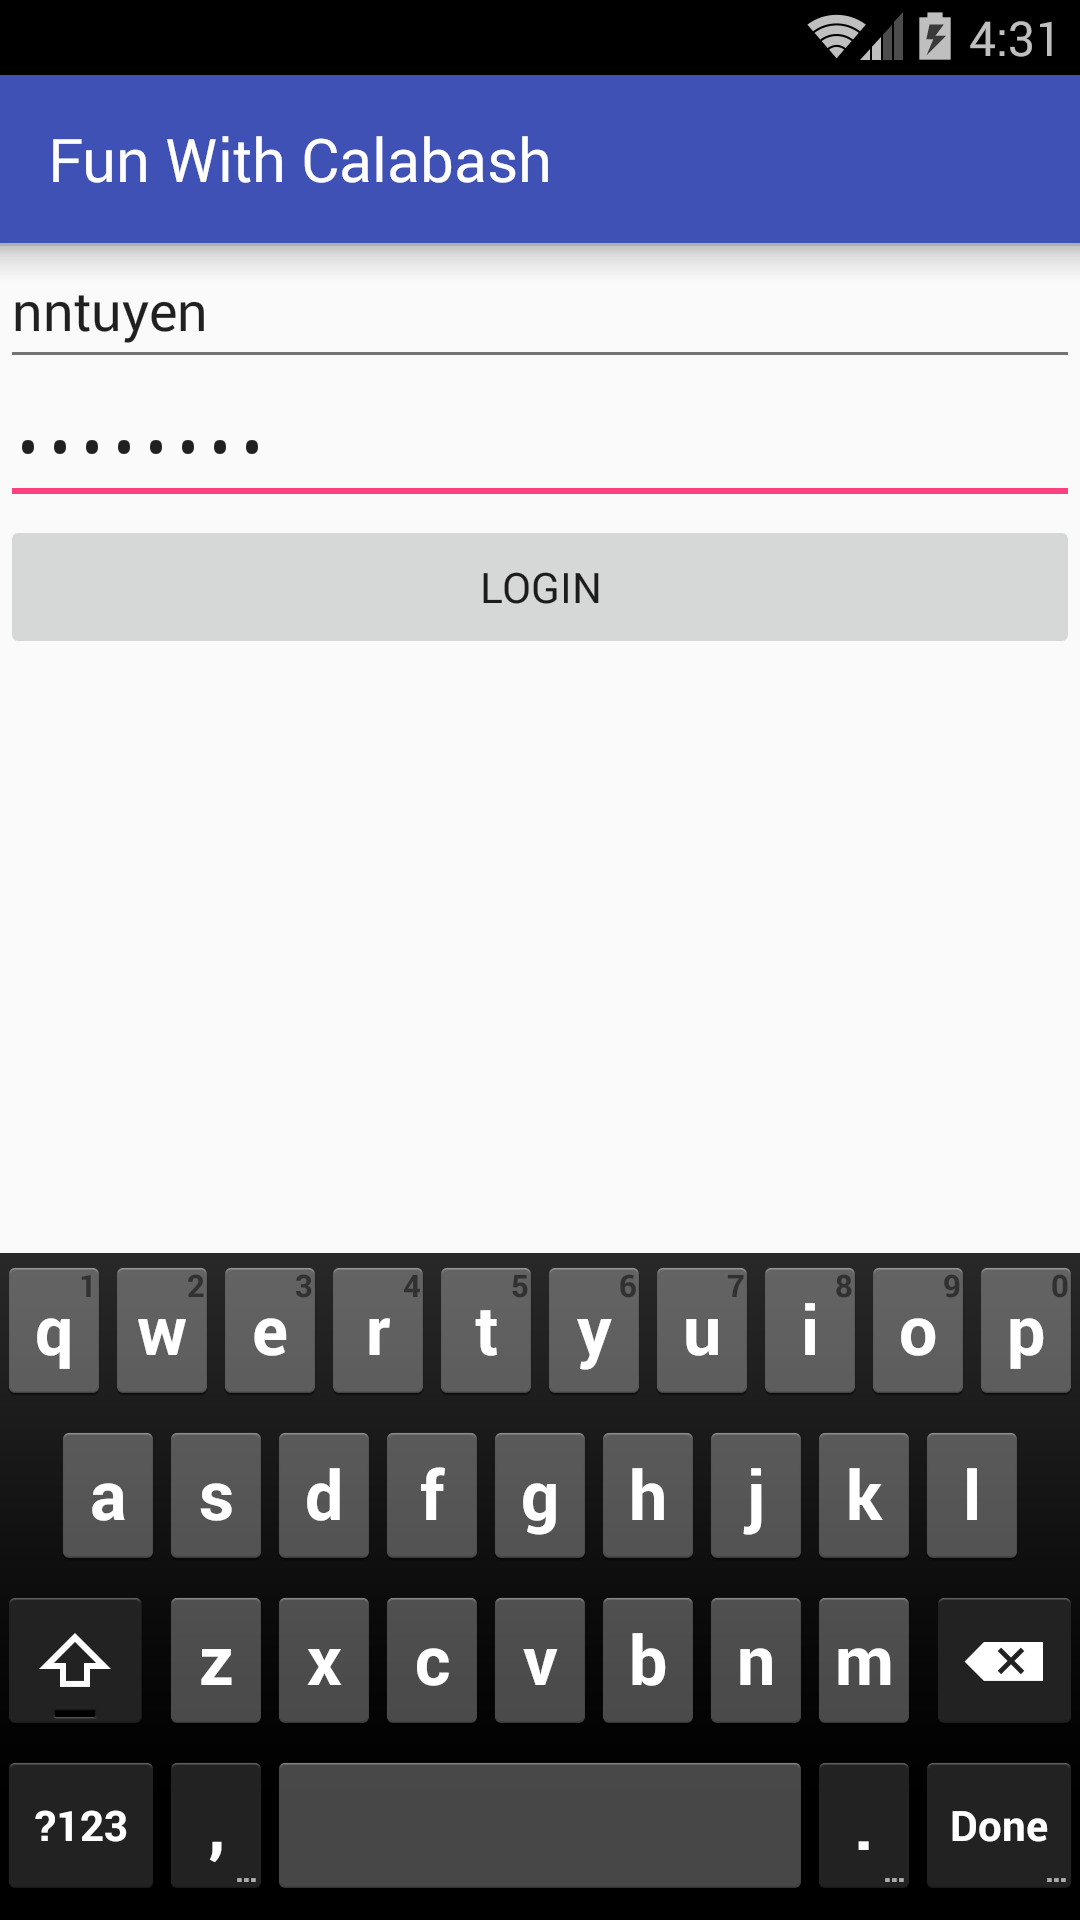 4:31
Fun With Calabash
nntuyen
••••••••
LOGIN
1 2 3 4 5 6 7 8 9 0
q w e r t y u i o p
a s d f g h j k l
z x c v b n m
?123 , . Done